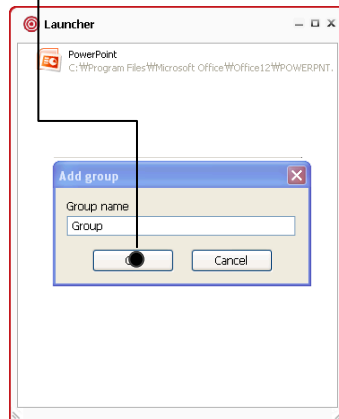 Launcher
PowerPoint
C:₩Program Files₩Microsoft Office₩Office12₩POWERPNT.
Add group
Group name
Group
Cancel